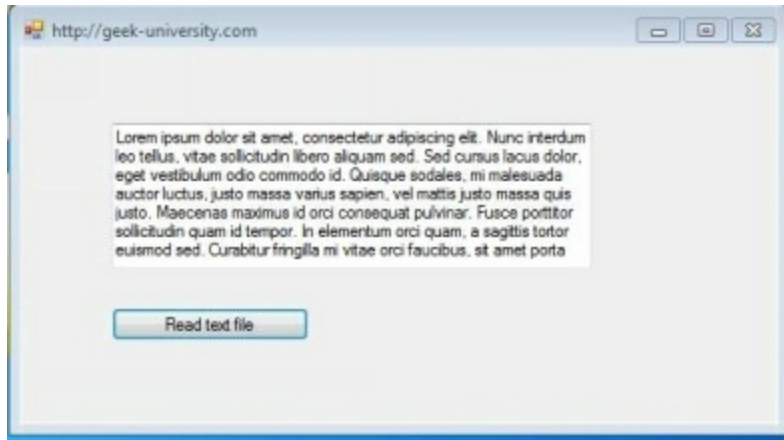 http://geek-university.com
Lorem ipsum dolor sit amet, consectetur adipiscing elit. Nunc interdum
leo tellus, vitae sollicitudin libero aliquam sed. Sed cursus lacus dolor,
eget vestibulum odio commodo id. Quisque sodales, mi malesuada
auctor luctus, justo massa varius sapien, vel mattis justo massa quis
justo. Maecenas maximus id orci consequat pulvinar. Fusce porttitor
sollicitudin quam id tempor. In elementum orci quam, a sagittis tortor
euismod sed. Curabitur fringilla mi vitae orci faucibus, sit amet porta
Read text file